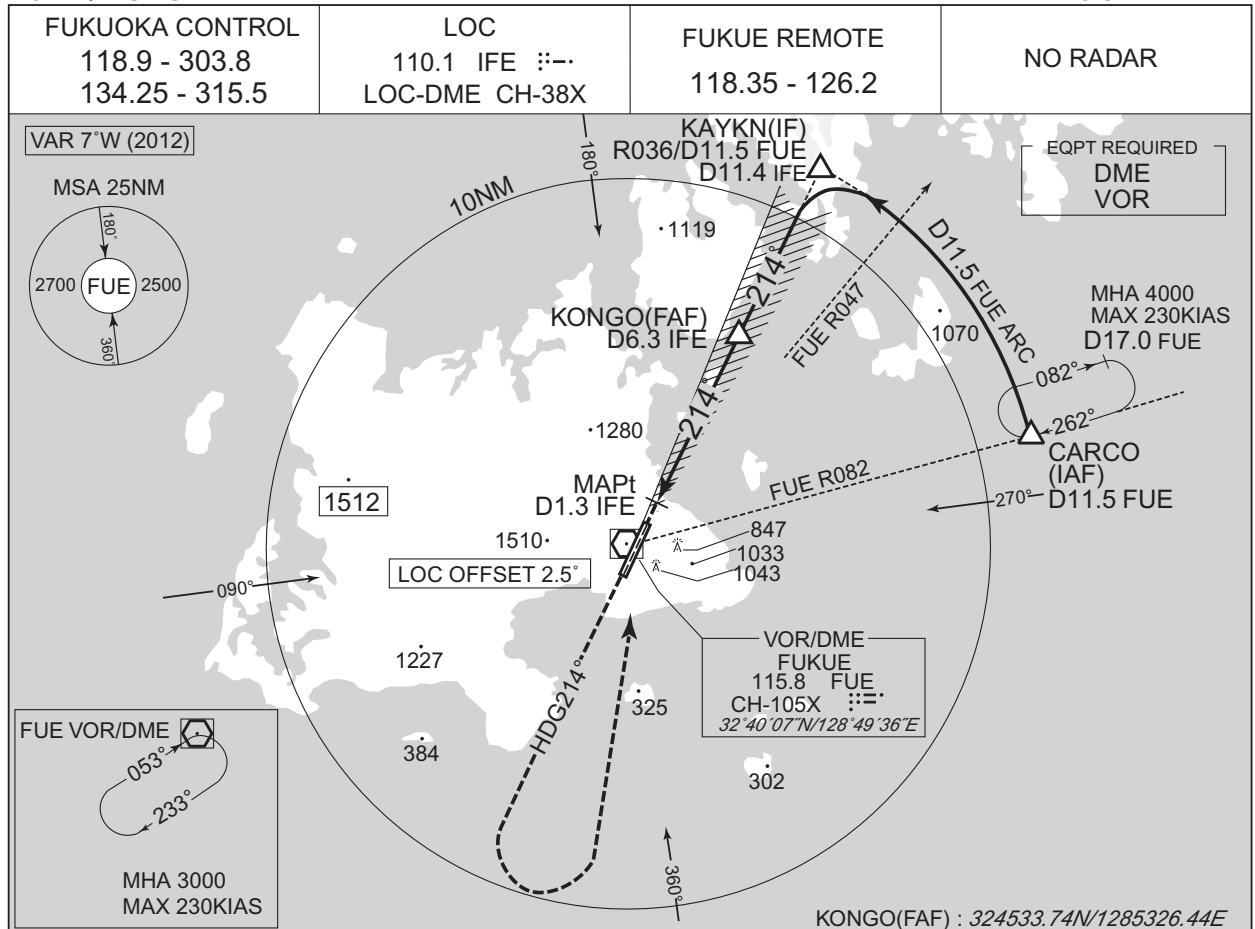 FUKUOKA CONTROL
118.9 - 303.8
134.25 - 315.5
LOC
110.1 IFE
LOC-DME CH-38X
FUKUE REMOTE
118.35 - 126.2
NO RADAR
VAR 7°W (2012)
MSA 25NM
180°
2700 FUE 2500
360°
180°
10NM
KAYKN(IF)
R036/D11.5 FUE
D11.4 IFE
EQPT REQUIRED
DME
VOR
1119
214°
D11.5 FUE ARC
FUE R047
KONGO(FAF)
D6.3 IFE
1070
MHA 4000
MAX 230KIAS
D17.0 FUE
082°
262°
CARCO
(IAF)
D11.5 FUE
270°
214°
1280
FUE R082
MAPt
D1.3 IFE
1512
1510
847
1033
1043
LOC OFFSET 2.5°
090°
VOR/DME
FUKUE
115.8 FUE
CH-105X
32°40´07˝N/128°49´36˝E
1227
HDG214°
325
384
302
FUE VOR/DME
053°
233°
MHA 3000
MAX 230KIAS
360°
KONGO(FAF) : 324533.74N/1285326.44E